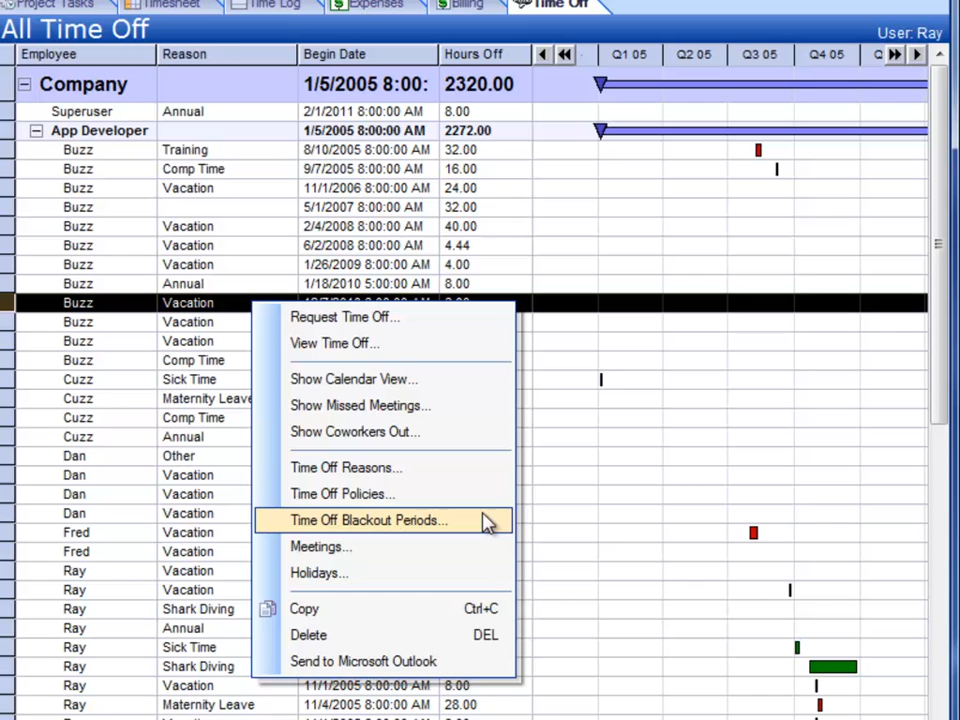 Project Tasks Timesheet Time Log Expenses Billing Time Off
All Time Off User: Ray
Employee Reason Begin Date Hours Off Q1 05 Q2 05 Q3 05 Q4 05 Q
Company 1/5/2005 8:00: 2320.00
Superuser Annual 2/1/2011 8:00:00 AM 8.00
App Developer 1/5/2005 8:00:00 AM 2272.00
Buzz Training 8/10/2005 8:00:00 AM 32.00
Buzz Comp Time 9/7/2005 8:00:00 AM 16.00
Buzz Vacation 11/1/2006 8:00:00 AM 24.00
Buzz 5/1/2007 8:00:00 AM 32.00
Buzz Vacation 2/4/2008 8:00:00 AM 40.00
Buzz Vacation 6/2/2008 8:00:00 AM 4.44
Buzz Vacation 1/26/2009 8:00:00 AM 4.00
Buzz Annual 1/18/2010 5:00:00 AM 8.00
Buzz Vacation
Buzz Vacation
Buzz Vacation
Buzz Comp Time
Cuzz Sick Time
Cuzz Maternity Leave
Cuzz Comp Time
Cuzz Annual
Dan Other
Dan Vacation
Dan Vacation
Dan Vacation
Fred Vacation
Fred Vacation
Ray Vacation
Ray Vacation
Ray Shark Diving
Ray Annual
Ray Sick Time
Ray Shark Diving
Ray Vacation 11/1/2005 8:00:00 AM 8.00
Ray Maternity Leave 11/4/2005 8:00:00 AM 28.00
Request Time Off...
View Time Off...
Show Calendar View...
Show Missed Meetings...
Show Coworkers Out...
Time Off Reasons...
Time Off Policies...
Time Off Blackout Periods...
Meetings...
Holidays...
Copy Ctrl+C
Delete DEL
Send to Microsoft Outlook